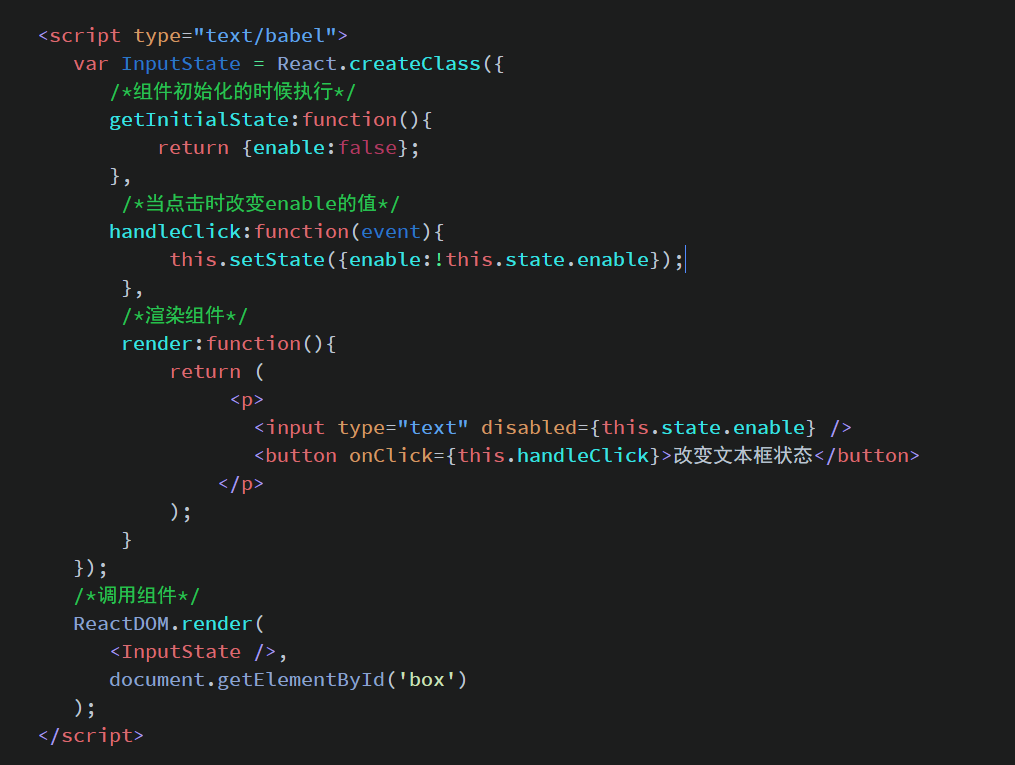 <script type="text/babel">
var InputState = React.createClass({
/*组件初始化的时候执行*/
getInitialState:function(){
return {enable:false};
},
/*当点击时改变enable的值*/
handleClick:function(event){
this.setState({enable:!this.state.enable});
},
/*渲染组件*/
render:function(){
return (
<p>
<input type="text" disabled={this.state.enable} />
<button onClick={this.handleClick}>改变文本框状态</button>
</p>
);
}
});
/*调用组件*/
ReactDOM.render(
<InputState />,
document.getElementById('box')
);
</script>